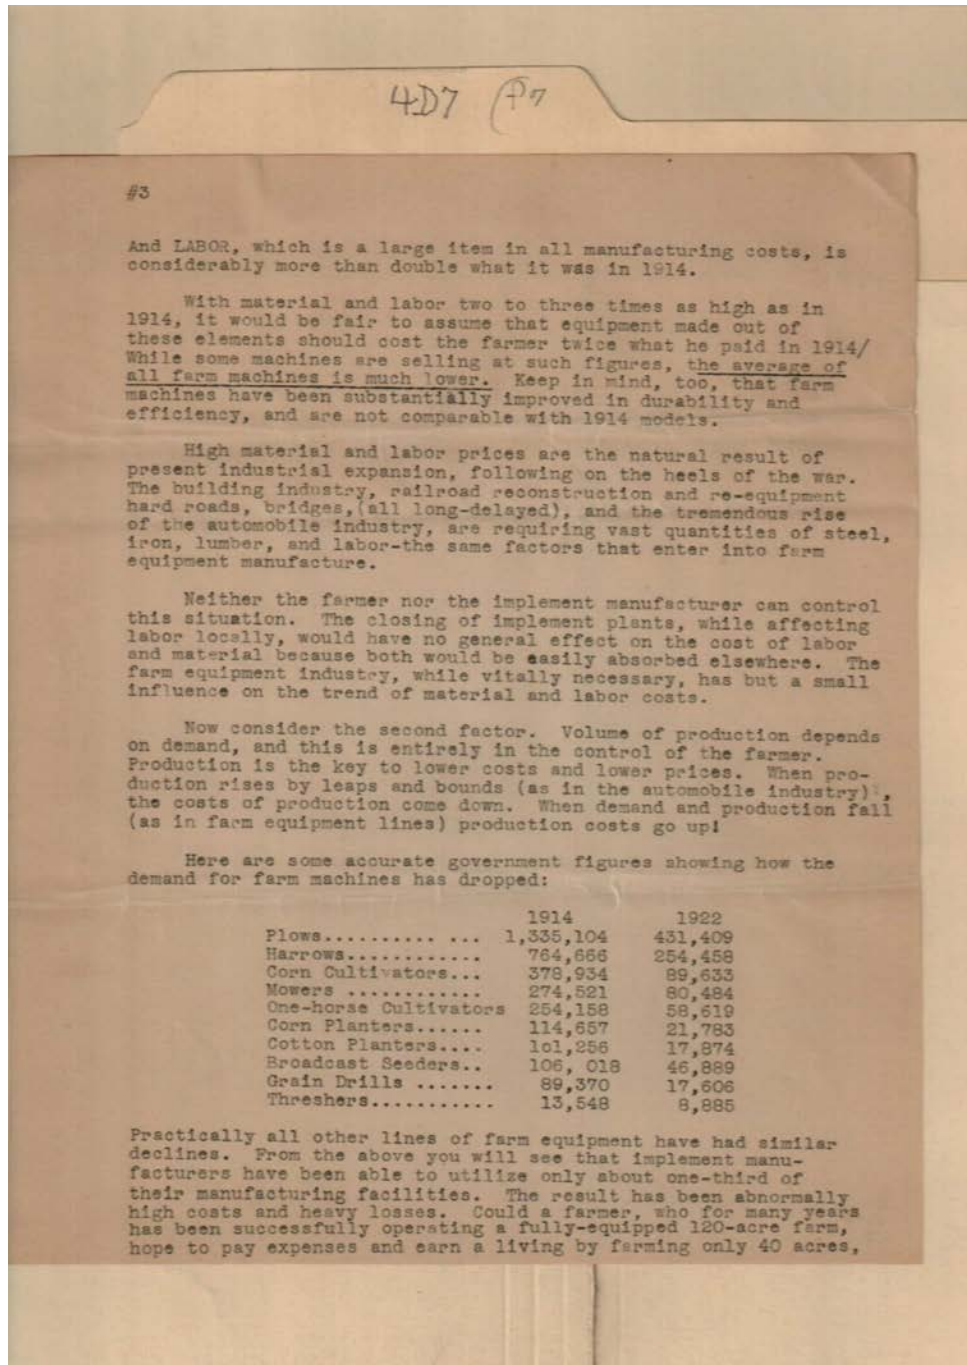 4D7 (P7
#3
And LABOR, which is a large item in all manufacturing costs, is
considerably more than double what it was in 1914.
With material and labor two to three times as high as in
1914, it would be fair to assume that equipment made out of
these elements should cost the farmer twice what he paid in 1914/
While some machines are selling at such figures, the average of
all farm machines is much lower. Keep in mind, too, that farm
machines have been substantially improved in durability and
efficiency, and are not comparable with 1914 models.
High material and labor prices are the natural result of
present industrial expansion, following on the heels of the war.
The building industry, railroad reconstruction and re-equipment
hard roads, bridges,(all long-delayed), and the tremendous rise
of the automobile industry, are requiring vast quantities of steel,
iron, lumber, and labor-the same factors that enter into farm
equipment manufacture.
Neither the farmer nor the implement manufacturer can control
this situation. The closing of implement plants, while affecting
labor locally, would have no general effect on the cost of labor
and material because both would be easily absorbed elsewhere. The
farm equipment industry, while vitally necessary, has but a small
influence on the trend of material and labor costs.
Now consider the second factor. Volume of production depends
on demand, and this is entirely in the control of the farmer.
Production is the key to lower costs and lower prices. When pro-
duction rises by leaps and bounds (as in the automobile industry),
the costs of production come down. When demand and production fall
(as in farm equipment lines) production costs go up!
Here are some accurate government figures showing how the
demand for farm machines has dropped:
1914 1922
Plows.......... ... 1,335,104 431,409
Harrows............ 764,666 254,458
Corn Cultivators... 378,934 89,633
Mowers ............ 274,521 80,484
One-horse Cultivators 254,158 58,619
Corn Planters...... 114,657 21,783
Cotton Planters.... 101,256 17,874
Broadcast Seeders.. 106, 018 46,889
Grain Drills ....... 89,370 17,606
Threshers........... 13,548 8,885
Practically all other lines of farm equipment have had similar
declines. From the above you will see that implement manu-
facturers have been able to utilize only about one-third of
their manufacturing facilities. The result has been abnormally
high costs and heavy losses. Could a farmer, who for many years
has been successfully operating a fully-equipped 120-acre farm,
hope to pay expenses and earn a living by farming only 40 acres,